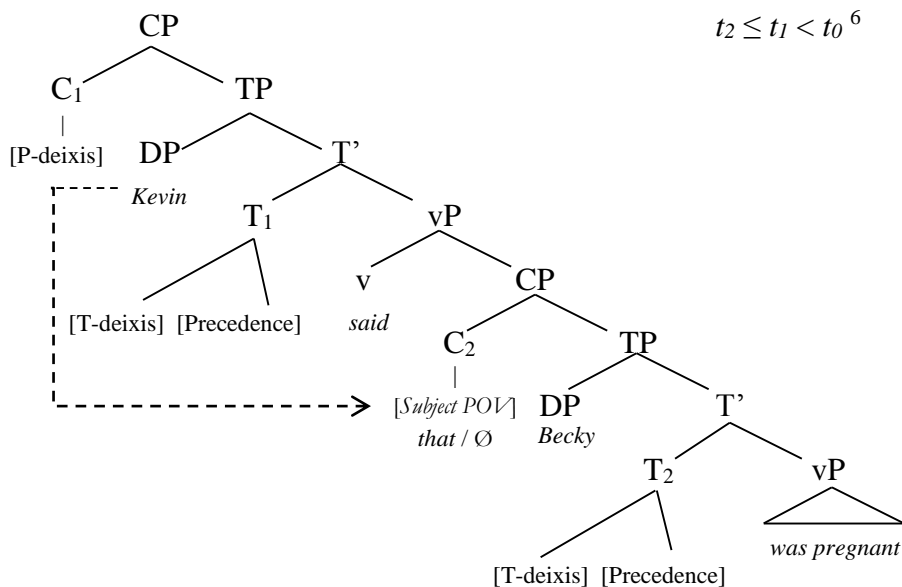 CP
t2 ≤ t1 < t0 6
C1 TP
[P-deixis] DP T’
Kevin
T1 vP
v CP
[T-deixis] [Precedence] said
C2 TP
[Subject POV] DP T’
that / Ø Becky
T2 vP
was pregnant
[T-deixis] [Precedence]